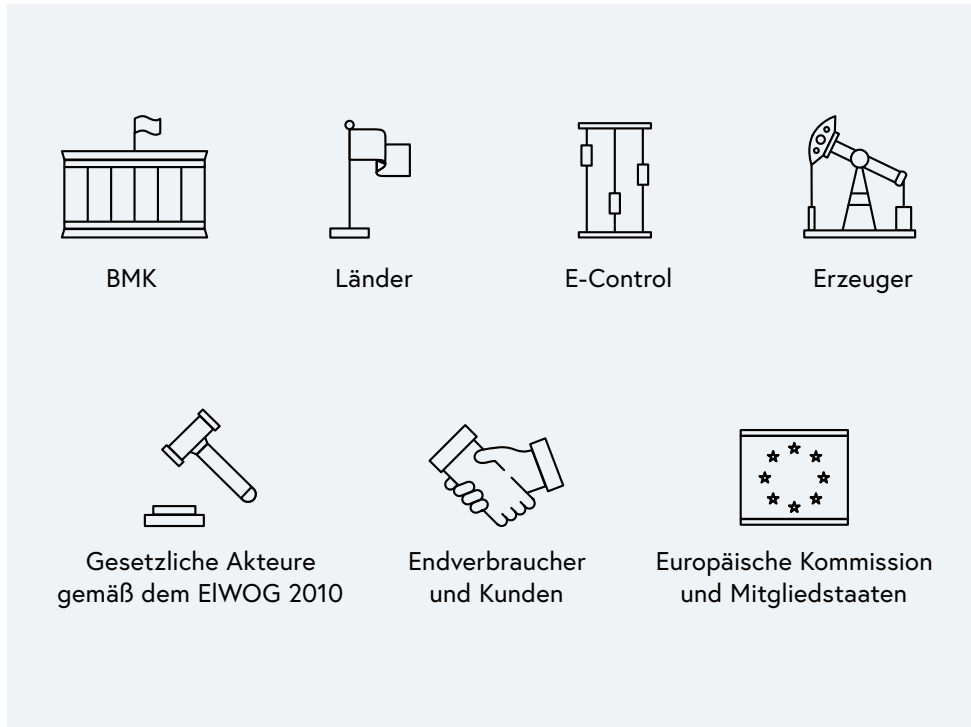 BMK
Länder
E-Control
Erzeuger
Gesetzliche Akteure
gemäß dem ElWOG 2010
Endverbraucher
und Kunden
Europäische Kommission
und Mitgliedstaaten